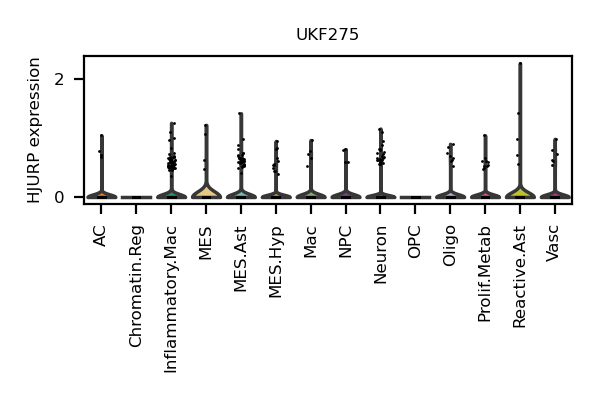 UKF275
HJURP expression
2
0
AC
Chromatin.Reg
Inflammatory.Mac
MES
MES.Ast
MES.Hyp
Mac
NPC
Neuron
OPC
Oligo
Prolif.Metab
Reactive.Ast
Vasc